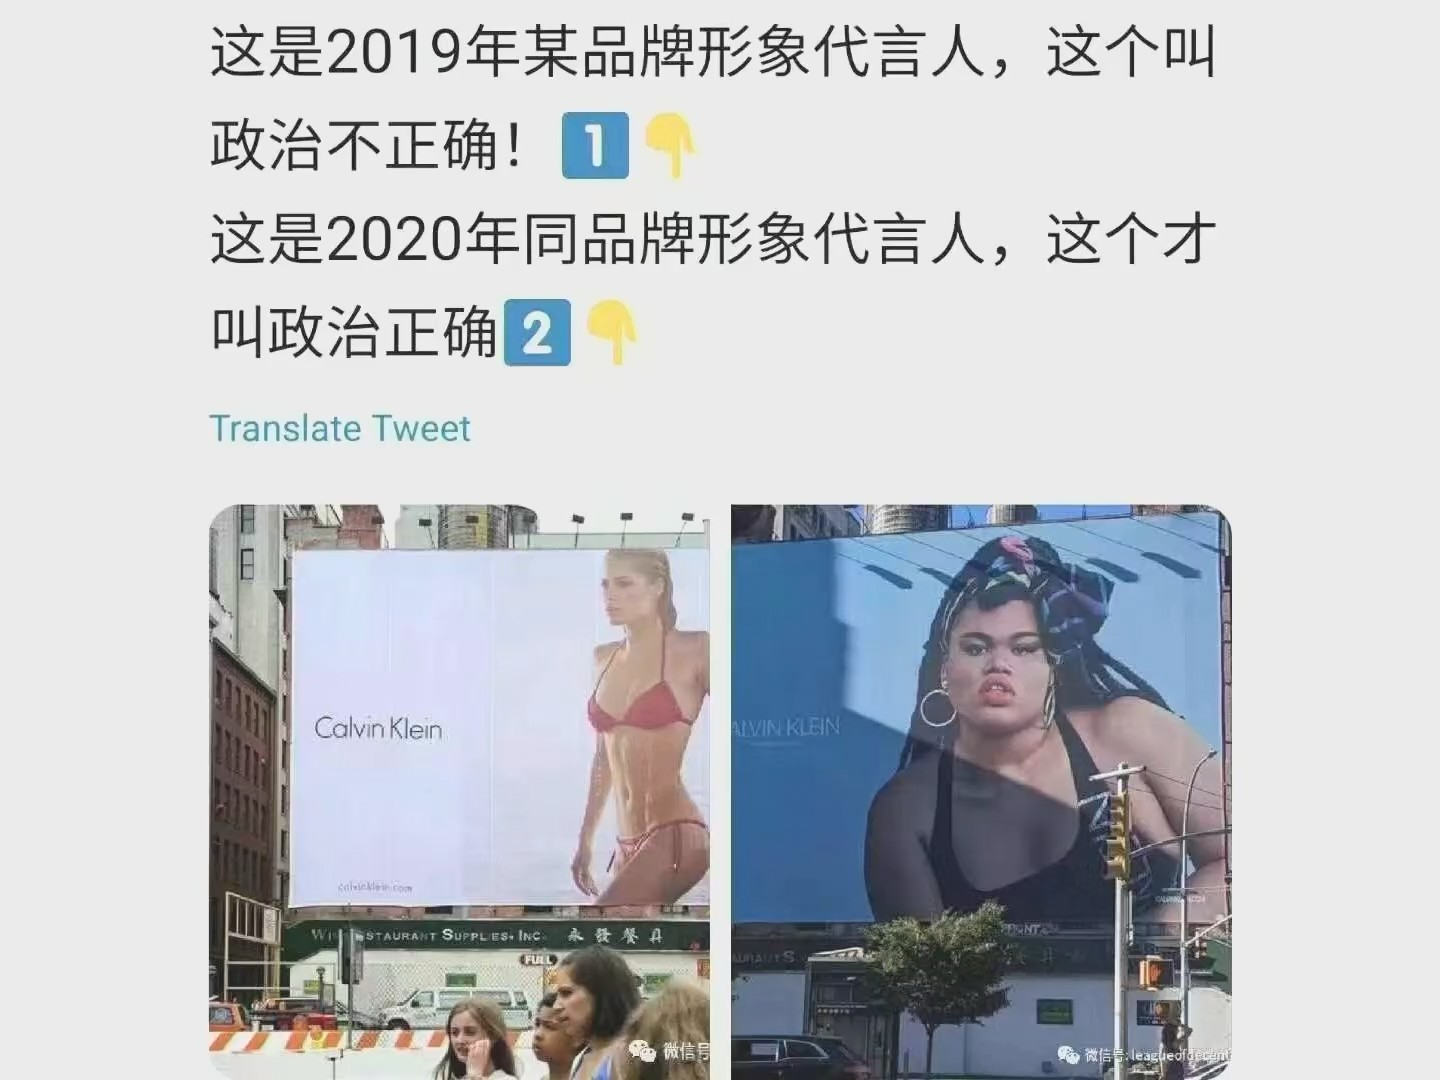 这是2019年某品牌形象代言人，这个叫
政治不正确！1️⃣👇
这是2020年同品牌形象代言人，这个才
叫政治正确2️⃣👇
Translate Tweet
Calvin Klein
calvinklein.com
RESTAURANT SUPPLIES, INC. 永發餐具
FULL
微信号
ALVIN KLEIN
微信号: leagueofdecent